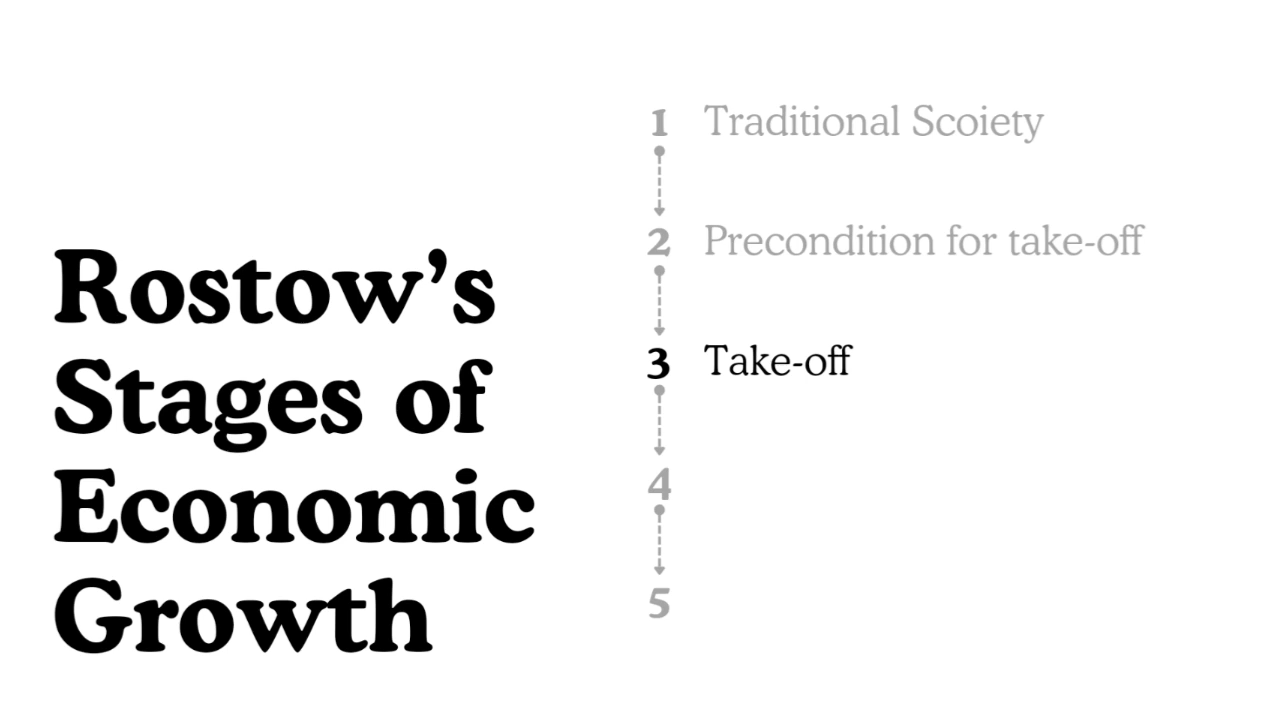 Rostow’s
Stages of
Economic
Growth
1 Traditional Scoiety
2 Precondition for take-off
3 Take-off
4
5